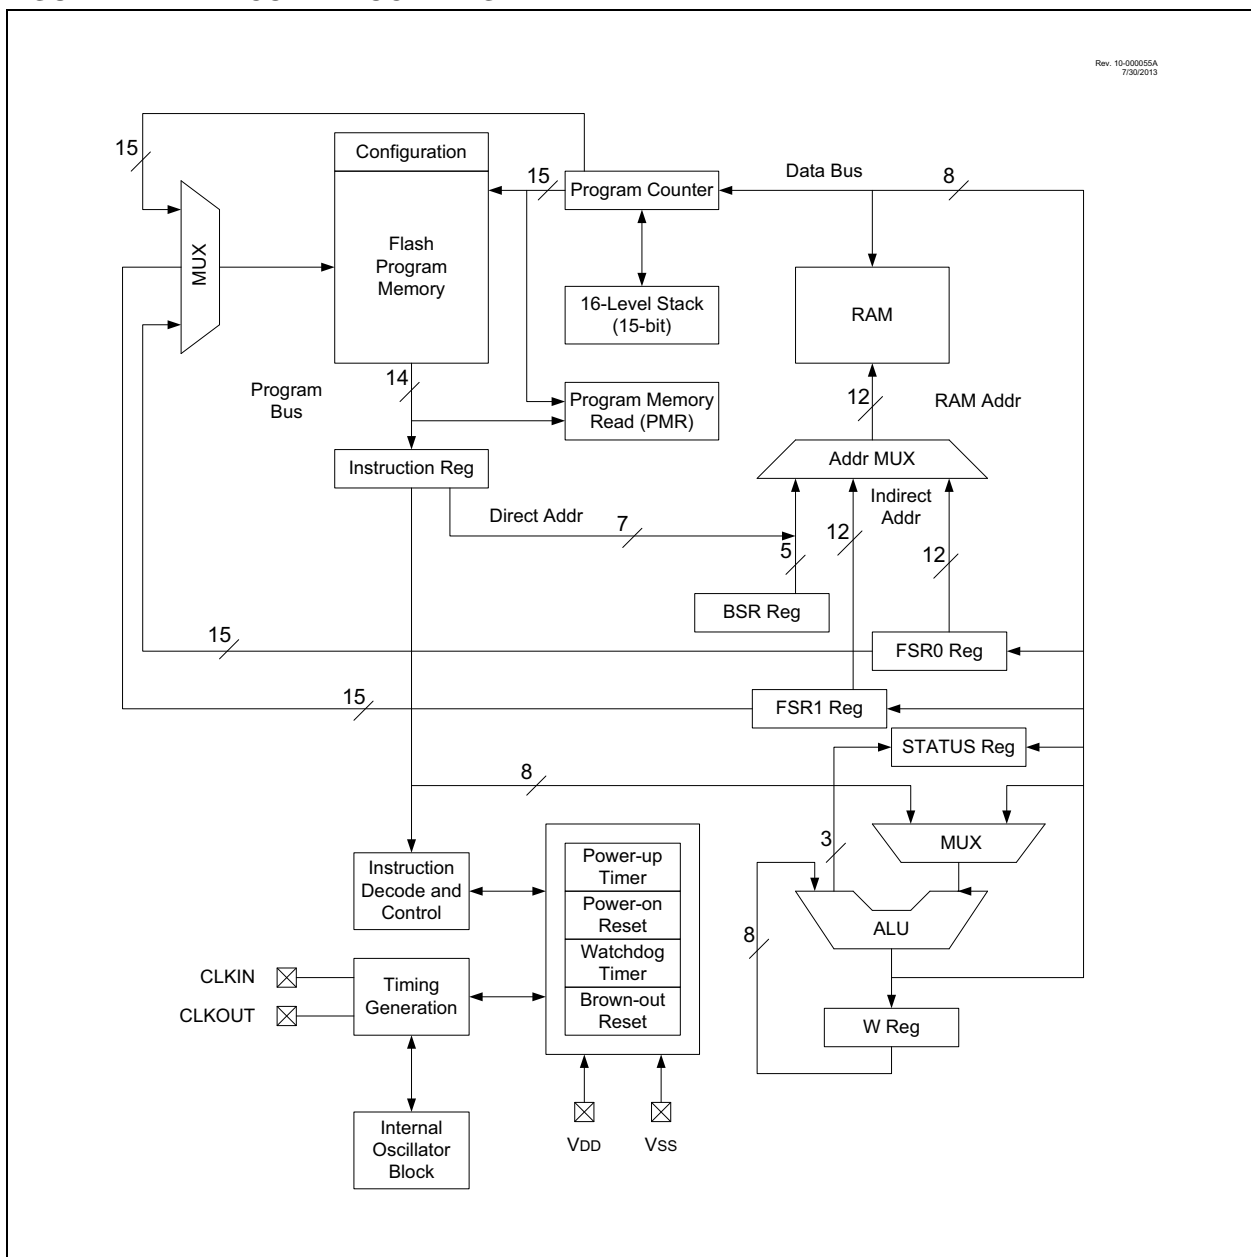 Rev. 10-000055A
7/30/2013
15
Configuration
15
Program Counter
Data Bus
8
MUX
Flash
Program
Memory
16-Level Stack
(15-bit)
RAM
Program
Bus
14
Program Memory
Read (PMR)
12
RAM Addr
Instruction Reg
Addr MUX
Direct Addr
7
Indirect
Addr
5
12
12
BSR Reg
15
FSR0 Reg
15
FSR1 Reg
STATUS Reg
8
3
MUX
Power-up
Timer
Instruction
Decode and
Control
Power-on
Reset
8
ALU
Watchdog
Timer
CLKIN
CLKOUT
Timing
Generation
Brown-out
Reset
W Reg
Internal
Oscillator
Block
VDD
VSS